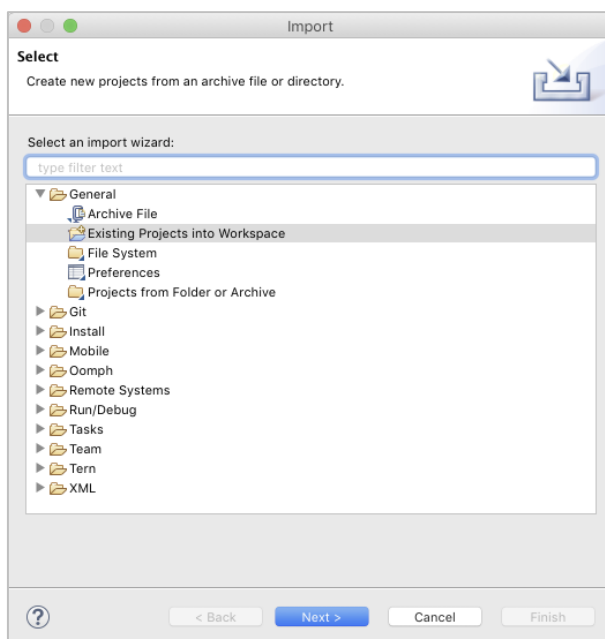 Import
Select
Create new projects from an archive file or directory.
Select an import wizard:
type filter text
General
Archive File
Existing Projects into Workspace
File System
Preferences
Projects from Folder or Archive
Git
Install
Mobile
Oomph
Remote Systems
Run/Debug
Tasks
Team
Tern
XML
?
< Back
Next >
Cancel
Finish